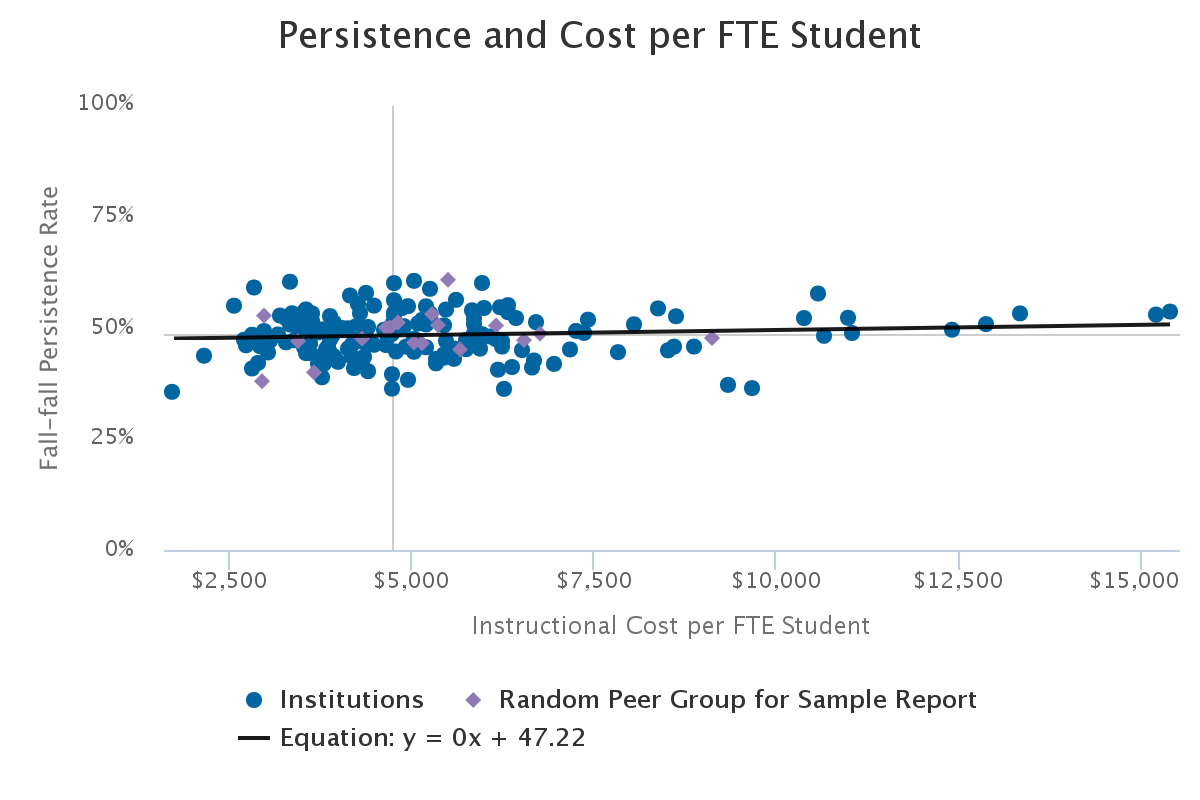 Persistence and Cost per FTE Student
100%
75%
50%
25%
0%
Fall-fall Persistence Rate
$2,500
$5,000
$7,500
$10,000
$12,500
$15,000
Instructional Cost per FTE Student
Institutions
Random Peer Group for Sample Report
Equation: y = 0x + 47.22